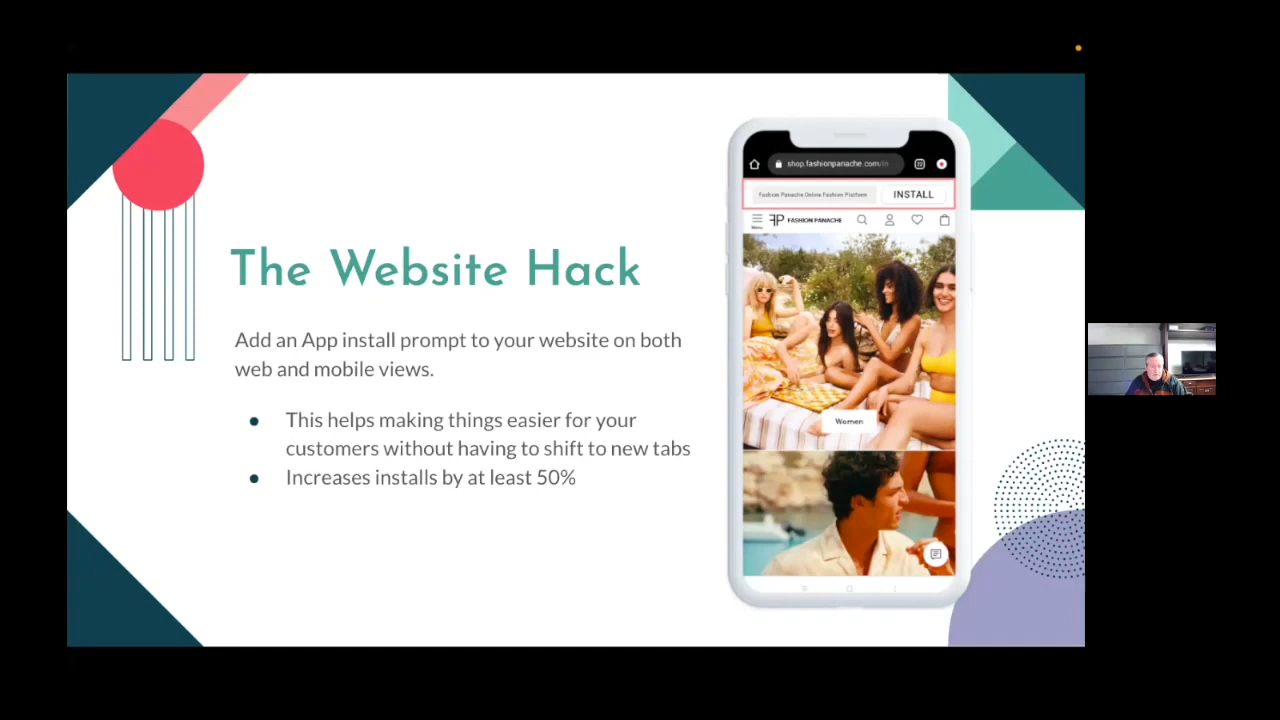 The Website Hack
Add an App install prompt to your website on both
web and mobile views.
● This helps making things easier for your
customers without having to shift to new tabs
● Increases installs by at least 50%
shop.fashionpanache.com
Fashion Panache Online Fashion Platform
INSTALL
Menu
FP FASHION PANACHE
Women